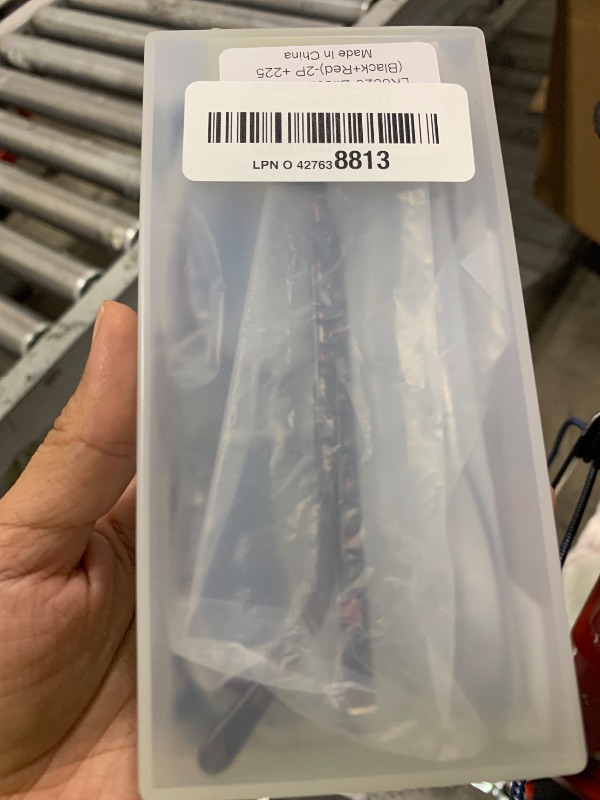 Made In China
(Black+Red)-2P +225
LPN O 427638813